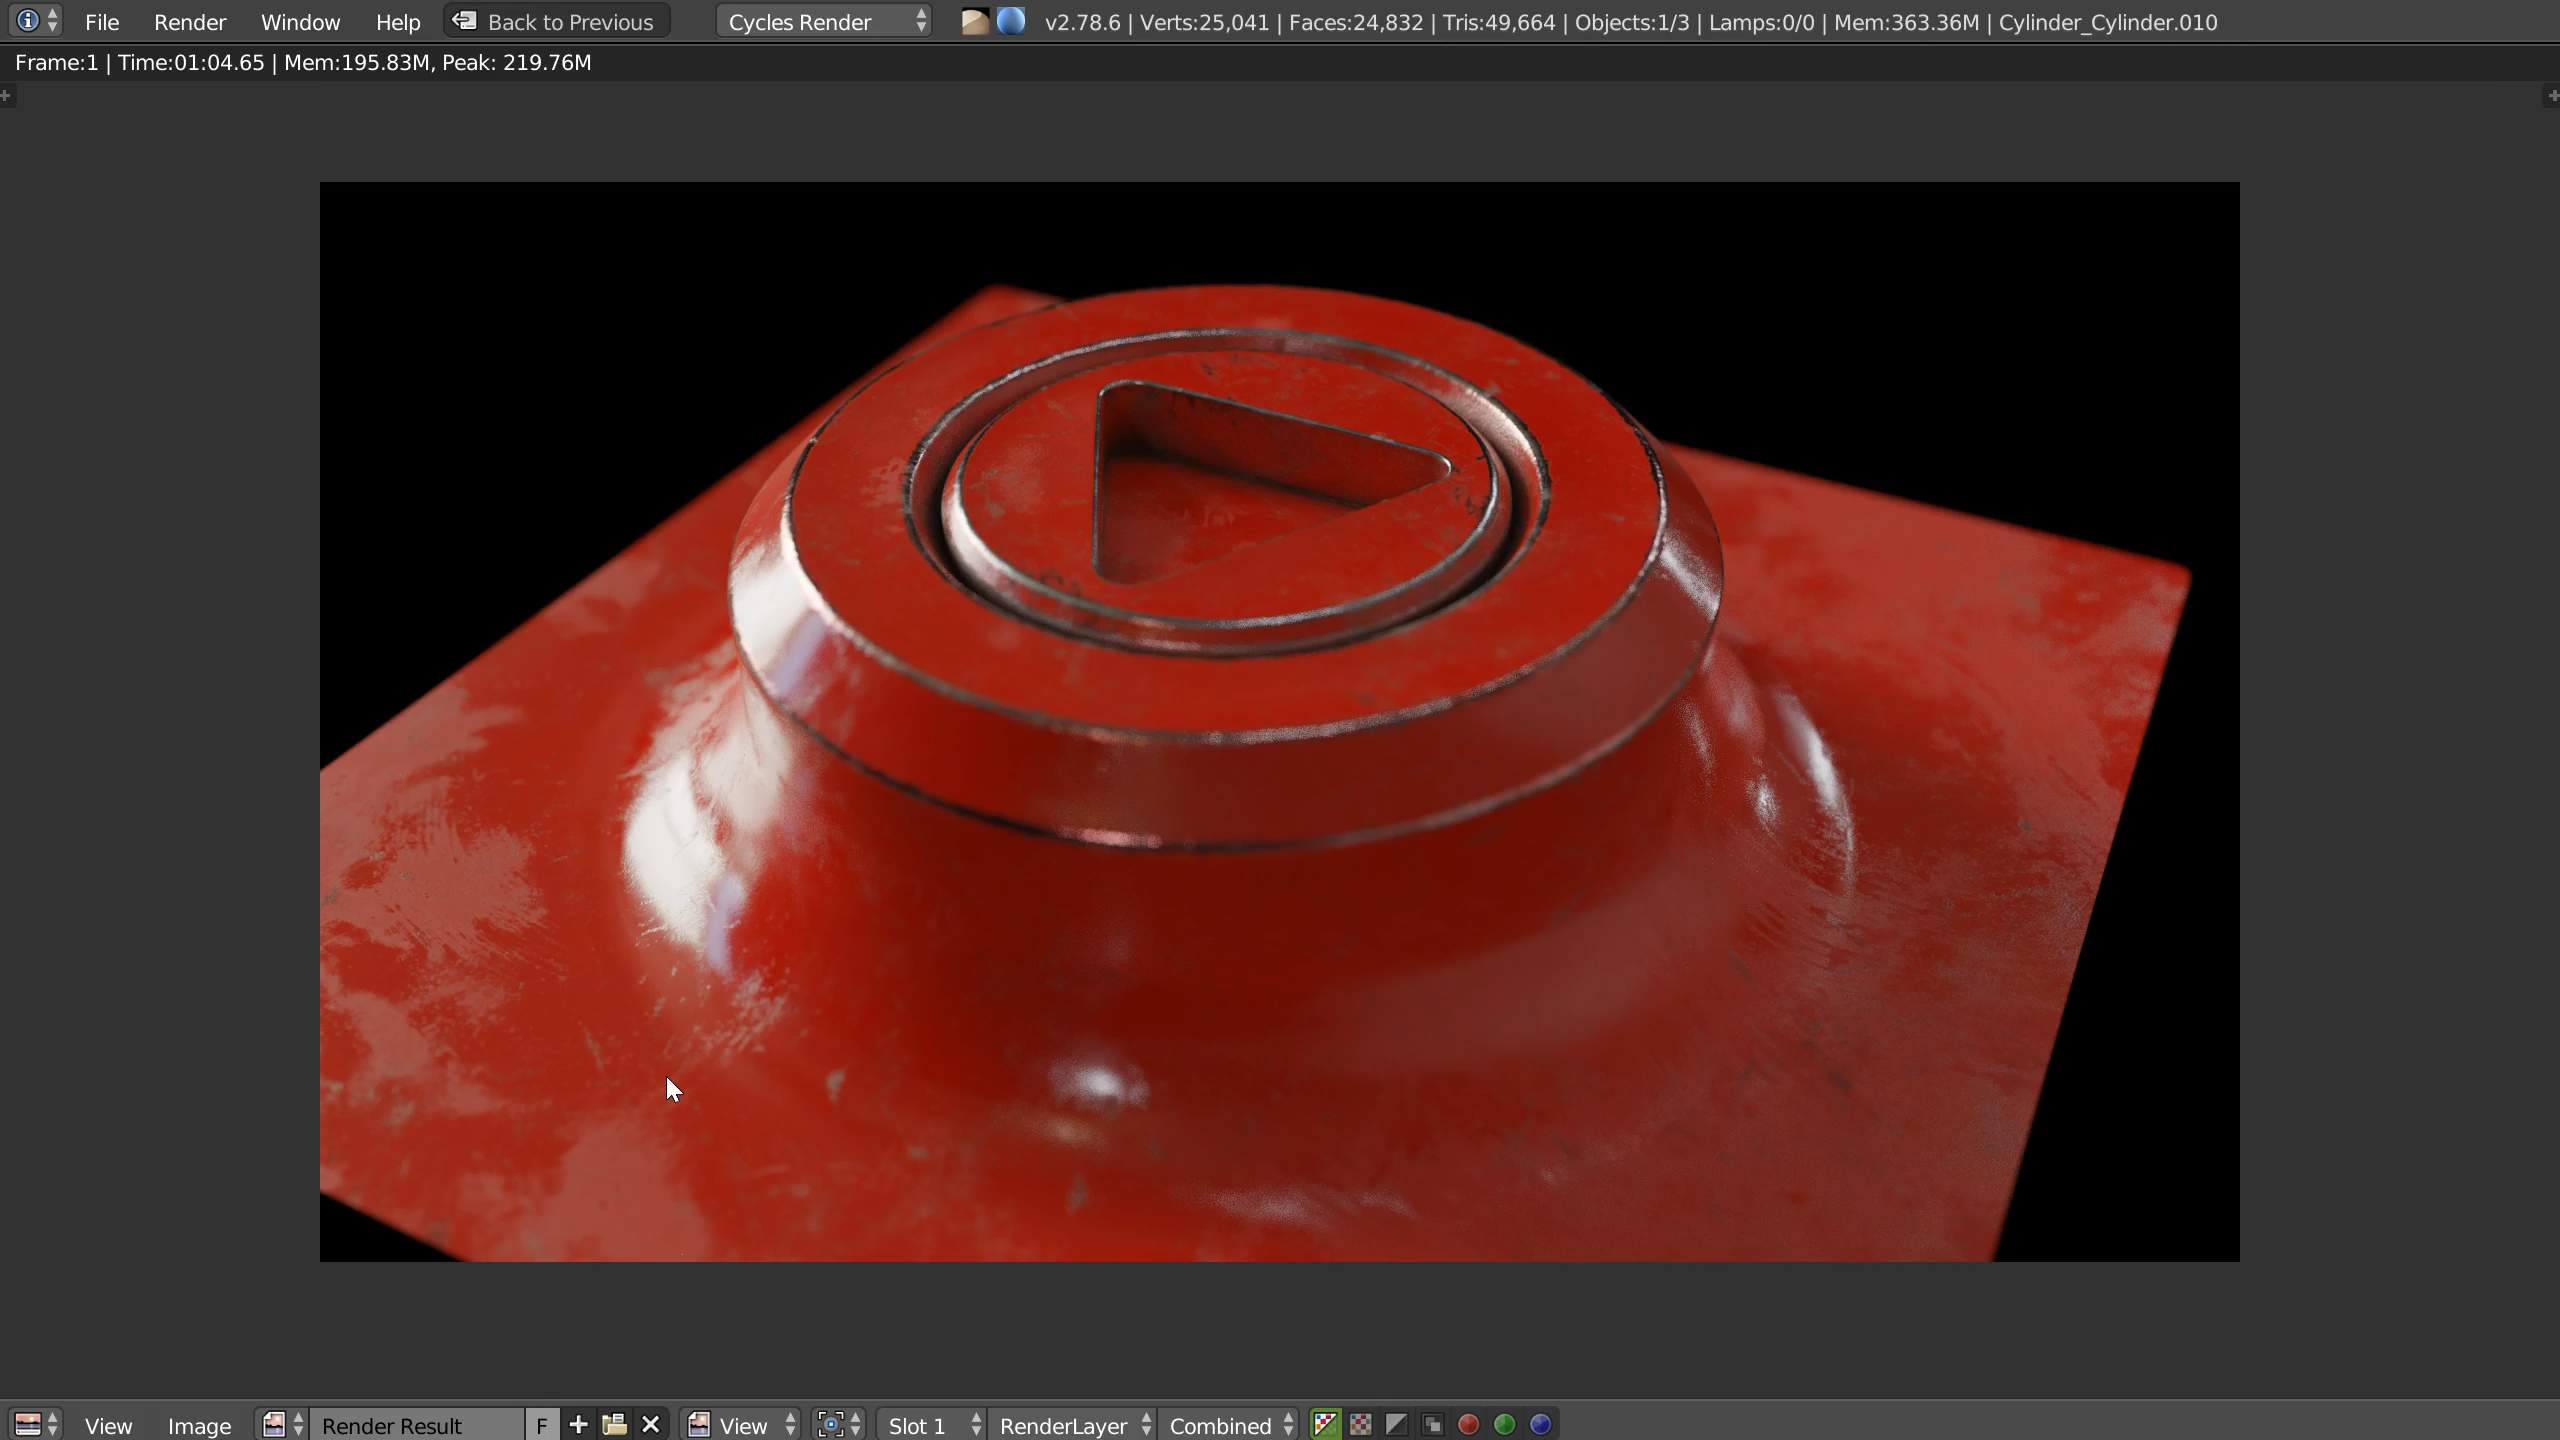 File Render Window Help Back to Previous Cycles Render v2.78.6 | Verts:25,041 | Faces:24,832 | Tris:49,664 | Objects:1/3 | Lamps:0/0 | Mem:363.36M | Cylinder_Cylinder.010
Frame:1 | Time:01:04.65 | Mem:195.83M, Peak: 219.76M
View Image Render Result F View Slot 1 RenderLayer Combined